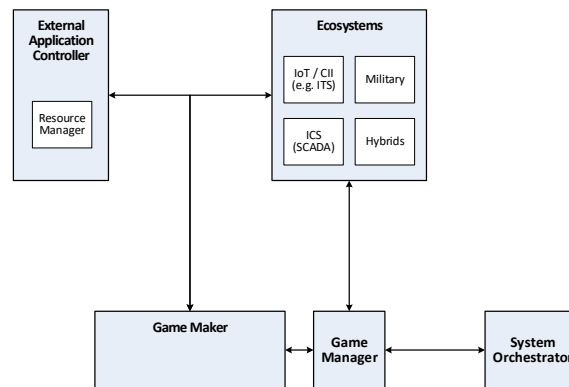 External
Application
Controller
Resource
Manager
Ecosystems
IoT / CII
(e.g. ITS)
Military
ICS
(SCADA)
Hybrids
Game Maker
Game
Manager
System
Orchestrator